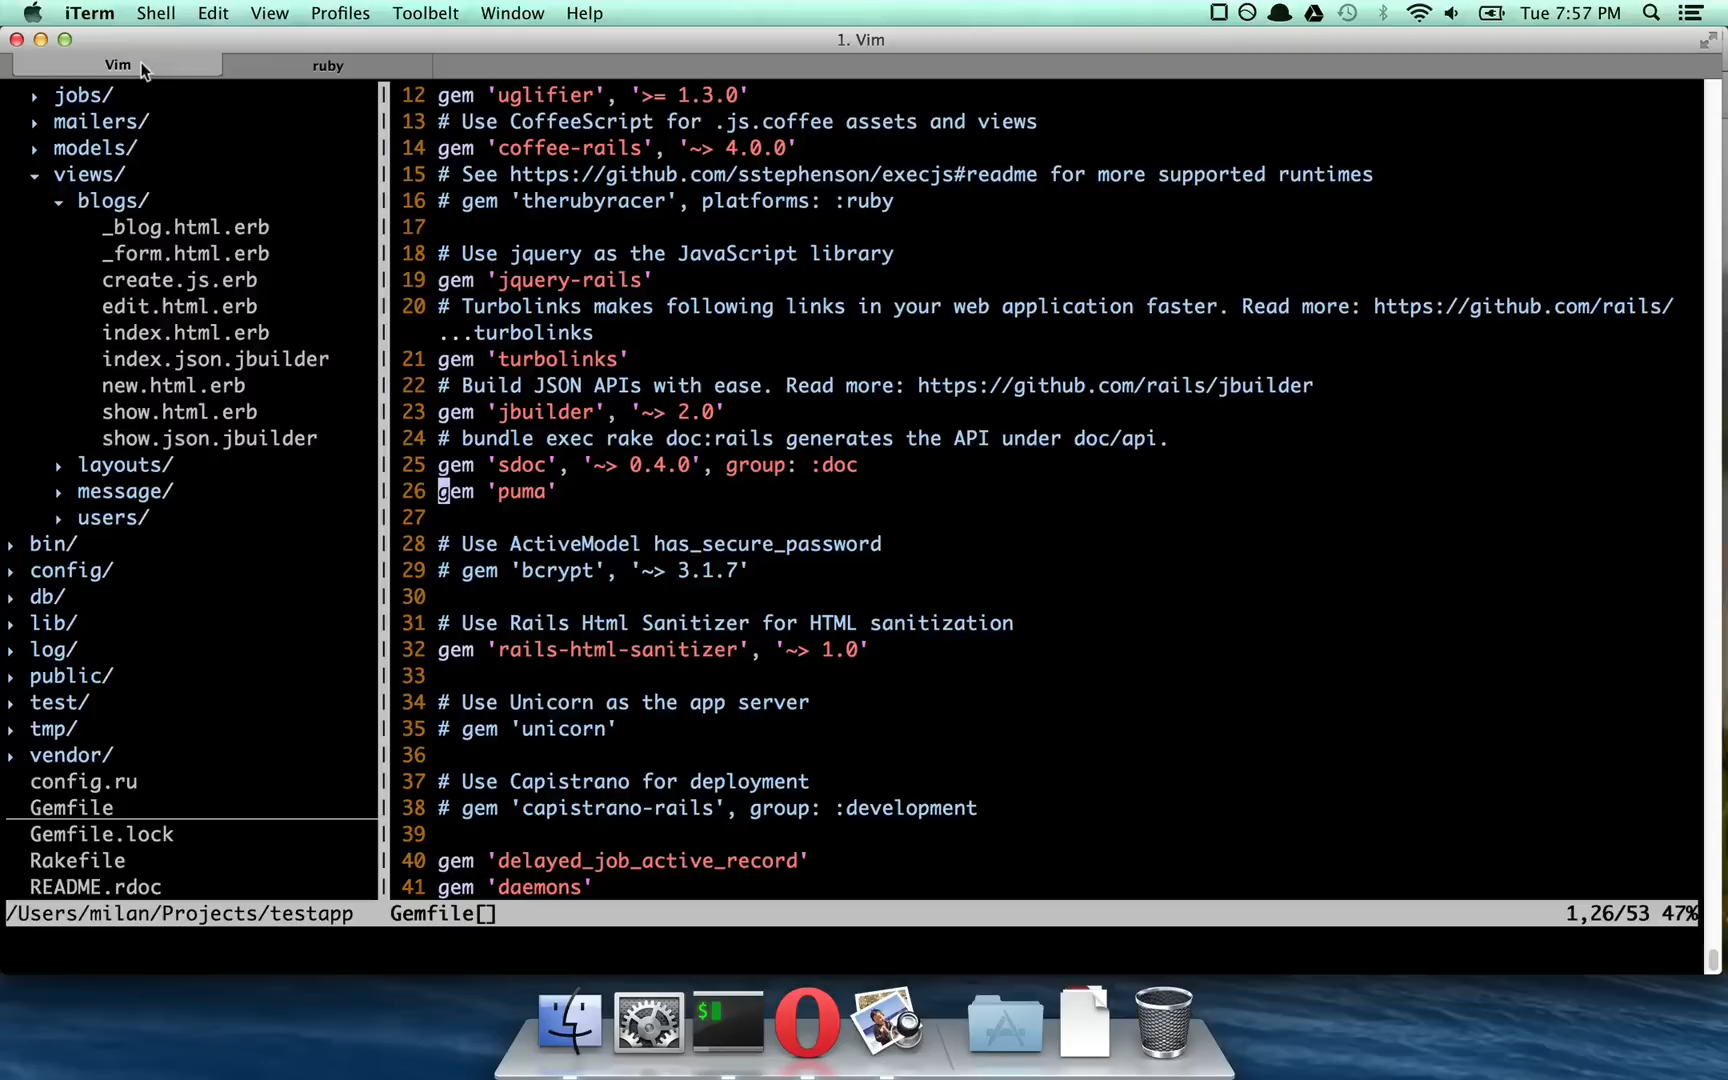 iTerm Shell Edit View Profiles Toolbelt Window Help Tue 7:57 PM
1. Vim
Vim ruby
jobs/
mailers/
models/
views/
blogs/
_blog.html.erb
_form.html.erb
create.js.erb
edit.html.erb
index.html.erb
index.json.jbuilder
new.html.erb
show.html.erb
show.json.jbuilder
layouts/
message/
users/
bin/
config/
db/
lib/
log/
public/
test/
tmp/
vendor/
config.ru
Gemfile
Gemfile.lock
Rakefile
README.rdoc
12 gem 'uglifier', '>= 1.3.0'
13 # Use CoffeeScript for .js.coffee assets and views
14 gem 'coffee-rails', '~> 4.0.0'
15 # See https://github.com/sstephenson/execjs#readme for more supported runtimes
16 # gem 'therubyracer', platforms: :ruby
17
18 # Use jquery as the JavaScript library
19 gem 'jquery-rails'
20 # Turbolinks makes following links in your web application faster. Read more: https://github.com/rails/
...turbolinks
21 gem 'turbolinks'
22 # Build JSON APIs with ease. Read more: https://github.com/rails/jbuilder
23 gem 'jbuilder', '~> 2.0'
24 # bundle exec rake doc:rails generates the API under doc/api.
25 gem 'sdoc', '~> 0.4.0', group: :doc
26 gem 'puma'
27
28 # Use ActiveModel has_secure_password
29 # gem 'bcrypt', '~> 3.1.7'
30
31 # Use Rails Html Sanitizer for HTML sanitization
32 gem 'rails-html-sanitizer', '~> 1.0'
33
34 # Use Unicorn as the app server
35 # gem 'unicorn'
36
37 # Use Capistrano for deployment
38 # gem 'capistrano-rails', group: :development
39
40 gem 'delayed_job_active_record'
41 gem 'daemons'
/Users/milan/Projects/testapp Gemfile[] 1,26/53 47%
$